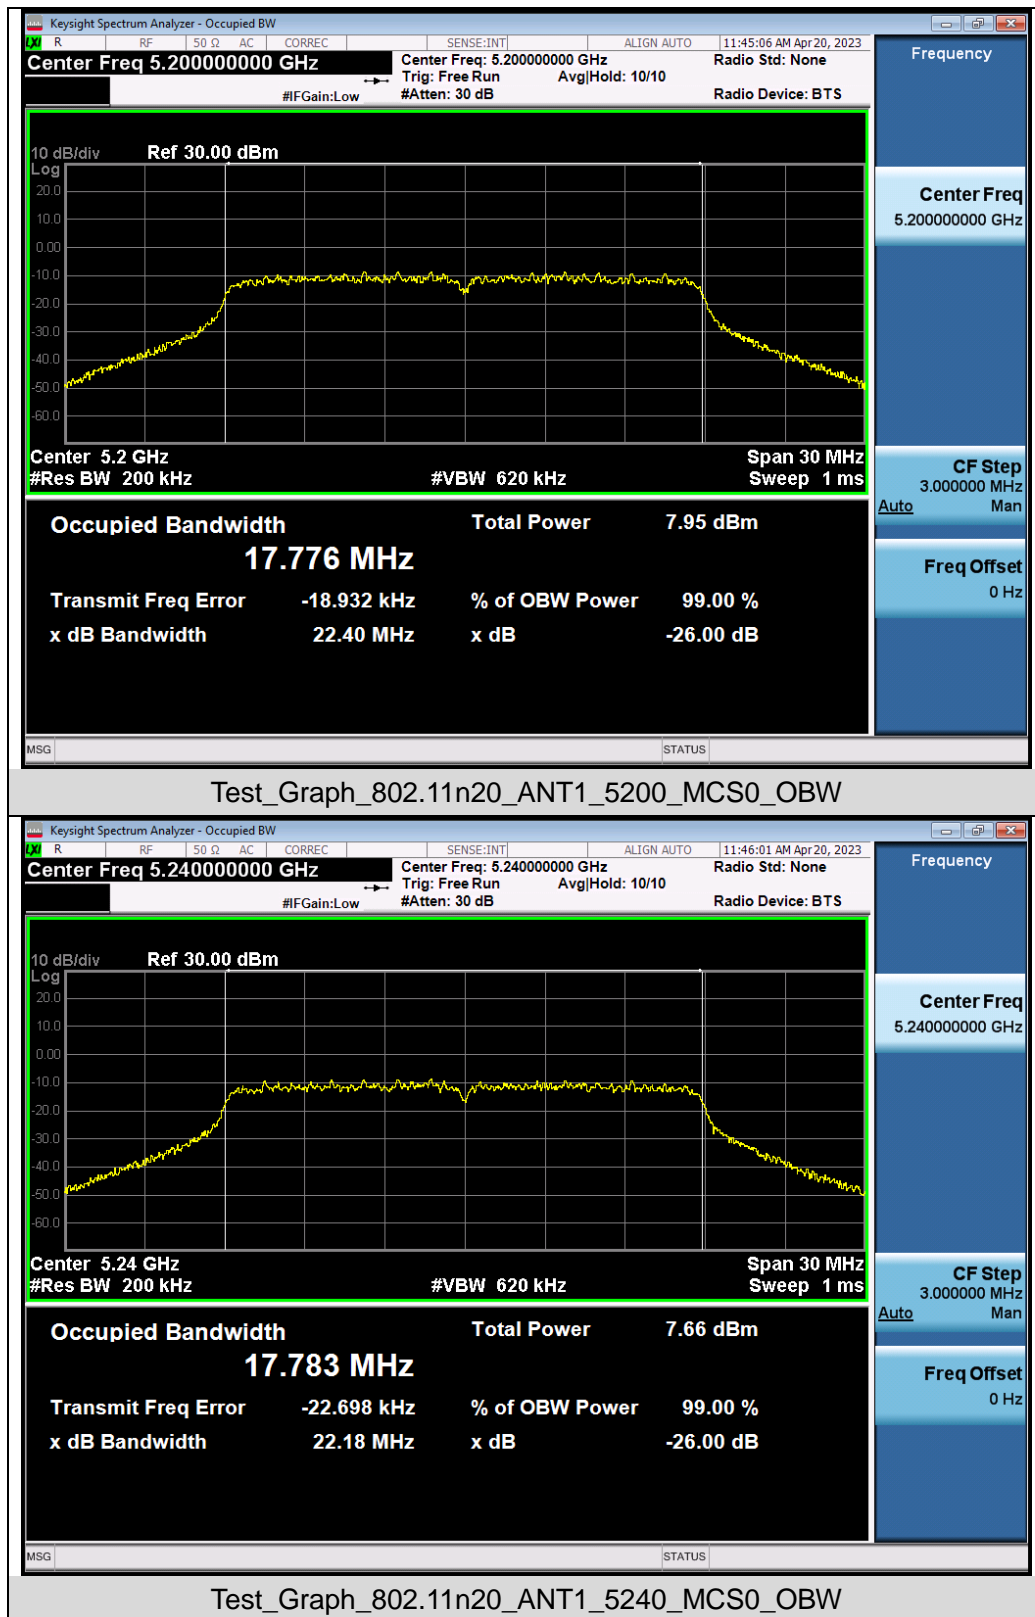 Keysight Spectrum Analyzer - Occupied BW
LXI R RF 50 Ω AC CORREC SENSE:INT ALIGN AUTO 11:45:06 AM Apr 20, 2023
Center Freq 5.200000000 GHz
Center Freq: 5.200000000 GHz
Radio Std: None
Trig: Free Run Avg|Hold: 10/10
#IFGain:Low
#Atten: 30 dB
Radio Device: BTS
10 dB/div Ref 30.00 dBm
Log
20.0
10.0
0.00
-10.0
-20.0
-30.0
-40.0
-50.0
-60.0
Center 5.2 GHz Span 30 MHz
#Res BW 200 kHz #VBW 620 kHz Sweep 1 ms
Occupied Bandwidth Total Power 7.95 dBm
17.776 MHz
Transmit Freq Error -18.932 kHz % of OBW Power 99.00 %
x dB Bandwidth 22.40 MHz x dB -26.00 dB
MSG STATUS
Frequency
Center Freq
5.200000000 GHz
CF Step
3.000000 MHz
Auto Man
Freq Offset
0 Hz
Test_Graph_802.11n20_ANT1_5200_MCS0_OBW
Keysight Spectrum Analyzer - Occupied BW
LXI R RF 50 Ω AC CORREC SENSE:INT ALIGN AUTO 11:46:01 AM Apr 20, 2023
Center Freq 5.240000000 GHz
Center Freq: 5.240000000 GHz
Radio Std: None
Trig: Free Run Avg|Hold: 10/10
#IFGain:Low
#Atten: 30 dB
Radio Device: BTS
10 dB/div Ref 30.00 dBm
Log
20.0
10.0
0.00
-10.0
-20.0
-30.0
-40.0
-50.0
-60.0
Center 5.24 GHz Span 30 MHz
#Res BW 200 kHz #VBW 620 kHz Sweep 1 ms
Occupied Bandwidth Total Power 7.66 dBm
17.783 MHz
Transmit Freq Error -22.698 kHz % of OBW Power 99.00 %
x dB Bandwidth 22.18 MHz x dB -26.00 dB
MSG STATUS
Frequency
Center Freq
5.240000000 GHz
CF Step
3.000000 MHz
Auto Man
Freq Offset
0 Hz
Test_Graph_802.11n20_ANT1_5240_MCS0_OBW